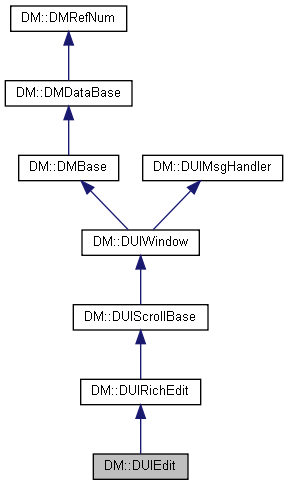 DM::DMRefNum
DM::DMDataBase
DM::DMBase
DM::DUIMsgHandler
DM::DUIWindow
DM::DUIScrollBase
DM::DUIRichEdit
DM::DUIEdit